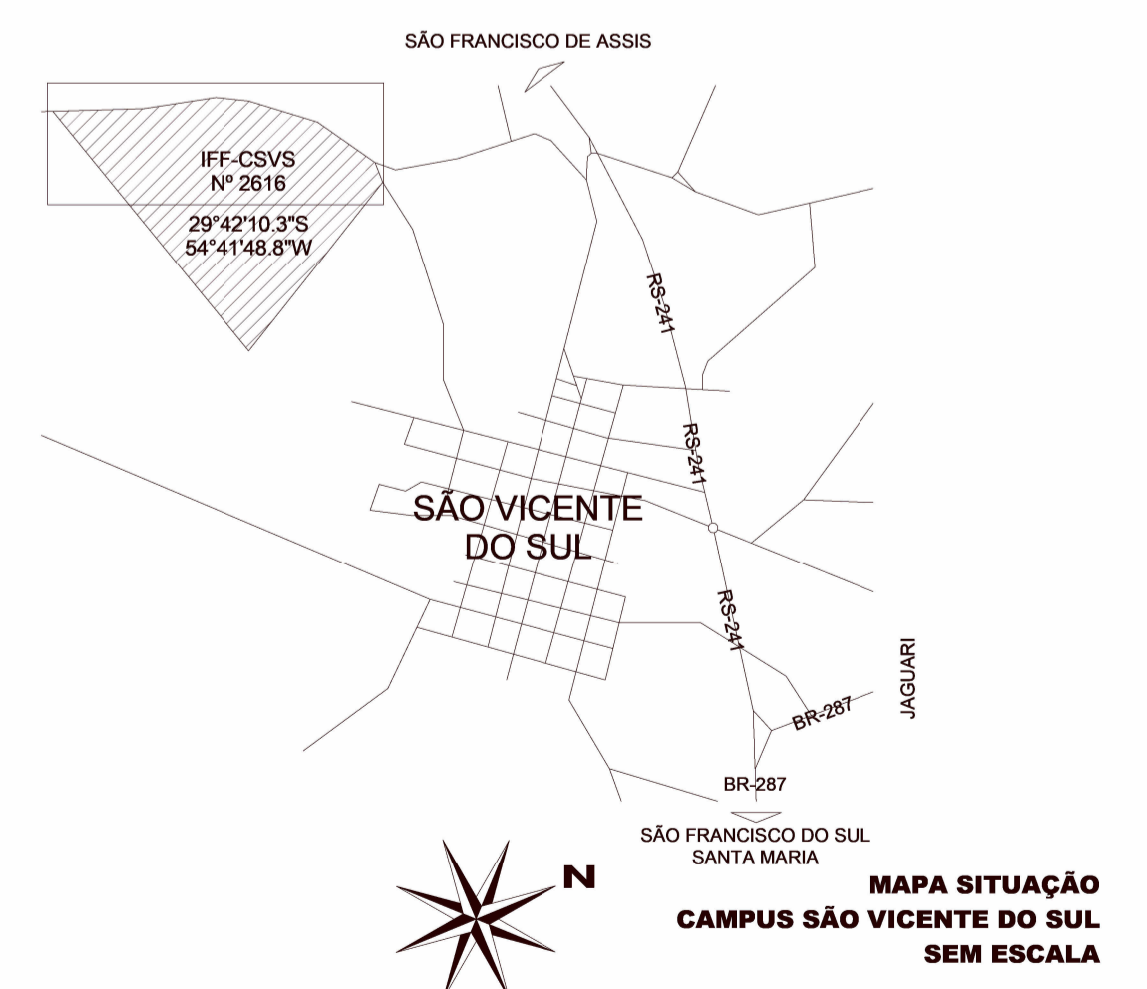 SÃO FRANCISCO DE ASSIS
IFF-CSVS
Nº 2616
29°42'10.3"S
54°41'48.8"W
RS-241
RS-241
SÃO VICENTE
DO SUL
RS-241
JAGUARI
BR-287
BR-287
SÃO FRANCISCO DO SUL
SANTA MARIA
N
MAPA SITUAÇÃO
CAMPUS SÃO VICENTE DO SUL
SEM ESCALA